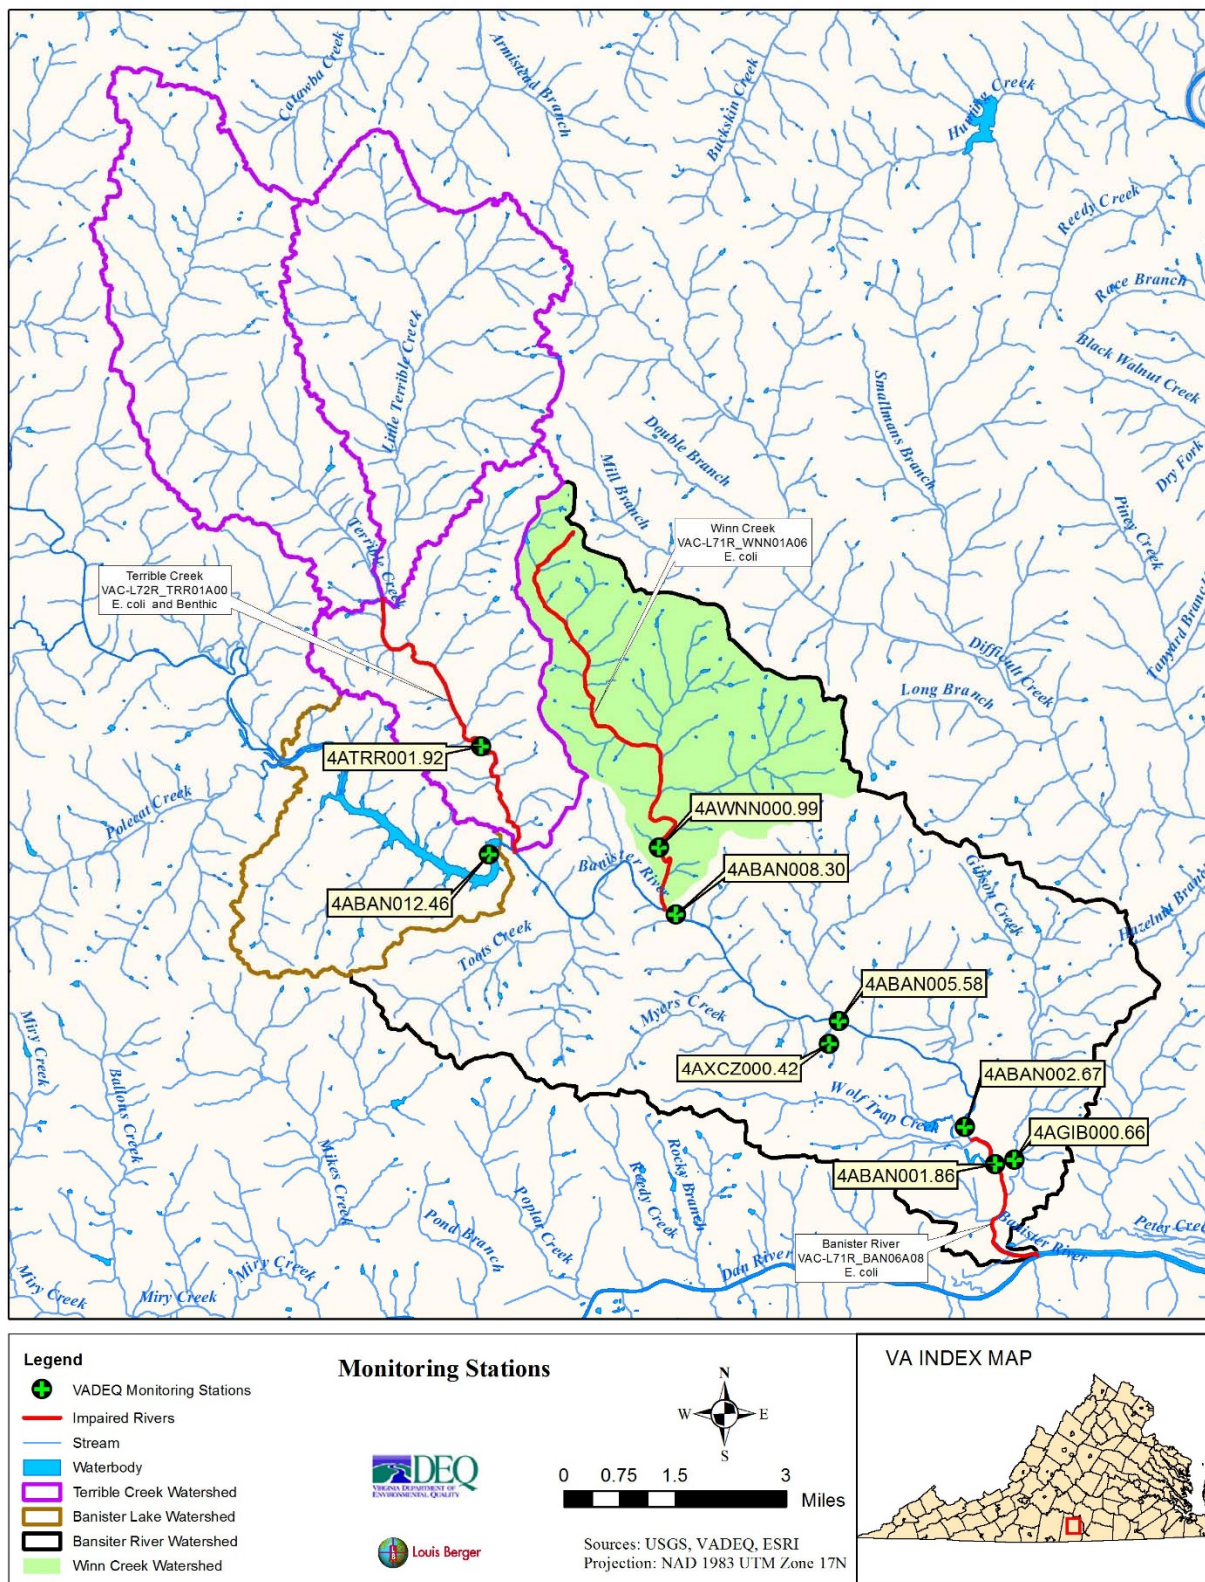 Catawba Creek
Armistead Branch
Buckskin Creek
Hunting Creek
Reedy Creek
Race Branch
Black Walnut Creek
Dry Fork
Little Terrible Creek
Smallmans Branch
Double Branch
Mill Branch
Piney Creek
Tanyard Branch
Terrible Creek
Winn Creek
VAC-L71R_WNN01A06
E. coli
Terrible Creek
VAC-L72R_TRR01A00
E. coli and Benthic
Difficult Creek
Long Branch
4ATRR001.92
Polecat Creek
4AWNN000.99
4ABAN008.30
Banister River
4ABAN012.46
Gibson Creek
Hazelnut Branch
Toots Creek
4ABAN005.58
Myers Creek
4AXCZ000.42
4ABAN002.67
Wolf Trap Creek
4AGIB000.66
4ABAN001.86
Miry Creek
Ballons Creek
Mikes Creek
Pond Branch
Poplar Creek
Reedy Creek
Rocky Branch
Banister River
Peter Creek
Banister River
VAC-L71R_BAN06A08
E. coli
Dan River
Miry Creek
Miry Creek
Miry Creek
Legend
VADEQ Monitoring Stations
Impaired Rivers
Stream
Waterbody
Terrible Creek Watershed
Banister Lake Watershed
Bansiter River Watershed
Winn Creek Watershed
Monitoring Stations
DEQ
VIRGINIA DEPARTMENT OF
ENVIRONMENTAL QUALITY
Louis Berger
N
W E
S
0 0.75 1.5 3
Miles
Sources: USGS, VADEQ, ESRI
Projection: NAD 1983 UTM Zone 17N
VA INDEX MAP